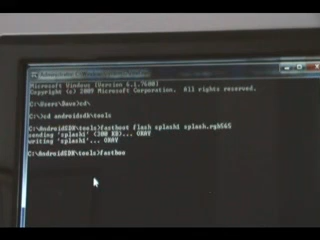 Microsoft Windows [Version 6.1.7600]
Copyright (c) 2009 Microsoft Corporation. All rights reserved.
C:\Users\Dave>cd\
C:\>cd androidsdk\tools
C:\AndroidSDK\tools>fastboot flash splash1 splash.rgb565
sending 'splash1' (300 KB)... OKAY
writing 'splash1'... OKAY
C:\AndroidSDK\tools>fastboo